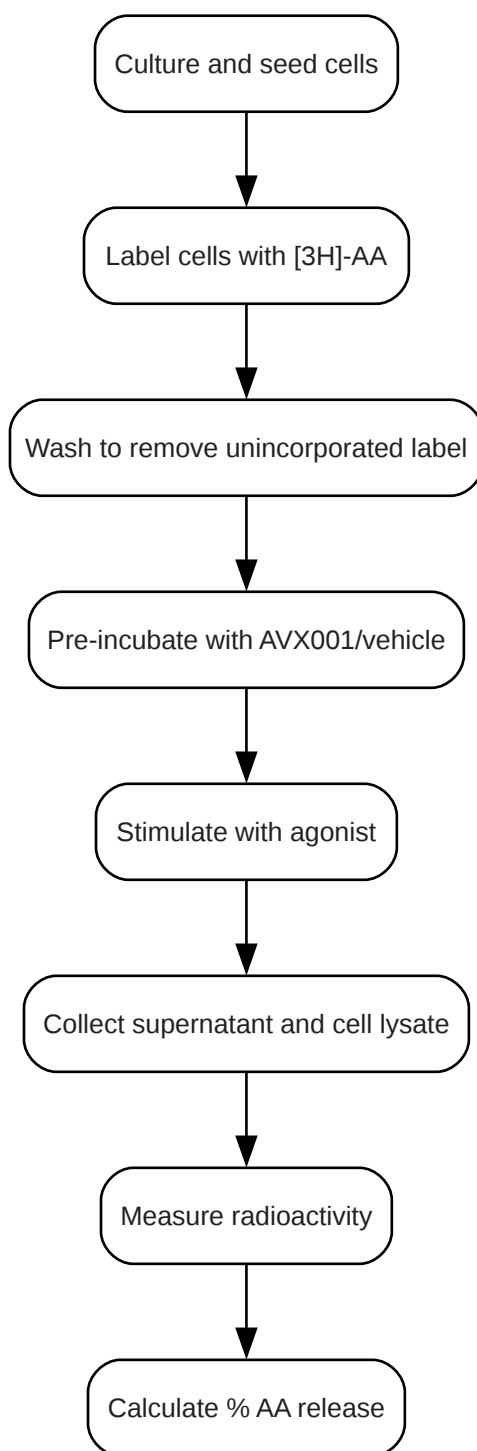 Culture and seed cells
Label cells with [3H]-AA
Wash to remove unincorporated label
Pre-incubate with AVX001/vehicle
Stimulate with agonist
Collect supernatant and cell lysate
Measure radioactivity
Calculate % AA release